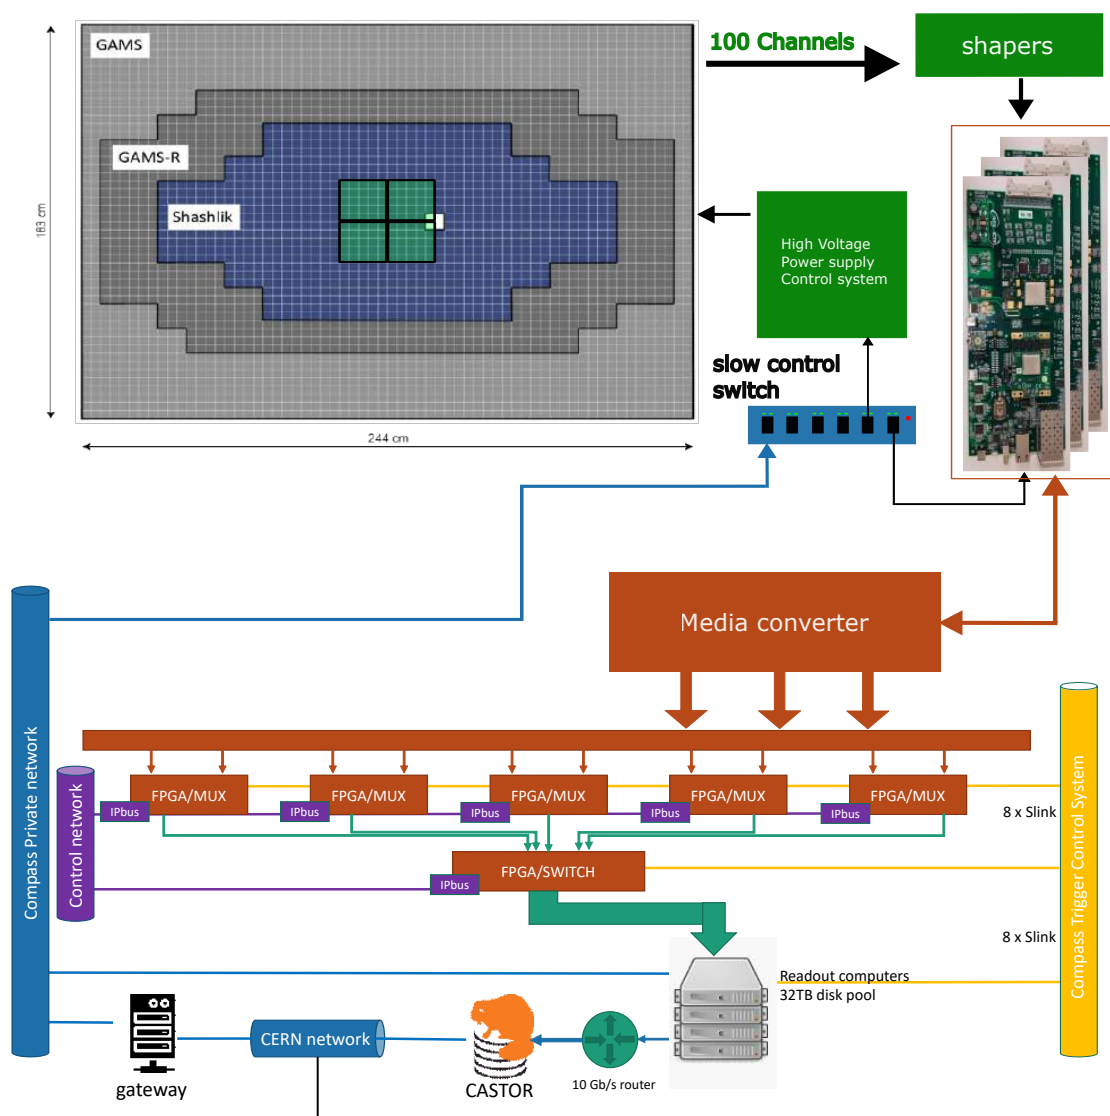 GAMS
100 Channels
shapers
GAMS-R
Shashlik
183 cm
244 cm
High Voltage
Power supply
Control system
slow control
switch
Media converter
Compass Private network
Control network
Compass Trigger Control System
FPGA/MUX
FPGA/MUX
FPGA/MUX
FPGA/MUX
FPGA/MUX
IPbus
IPbus
IPbus
IPbus
IPbus
8 x Slink
FPGA/SWITCH
IPbus
8 x Slink
Readout computers
32TB disk pool
gateway
CERN network
CASTOR
10 Gb/s router